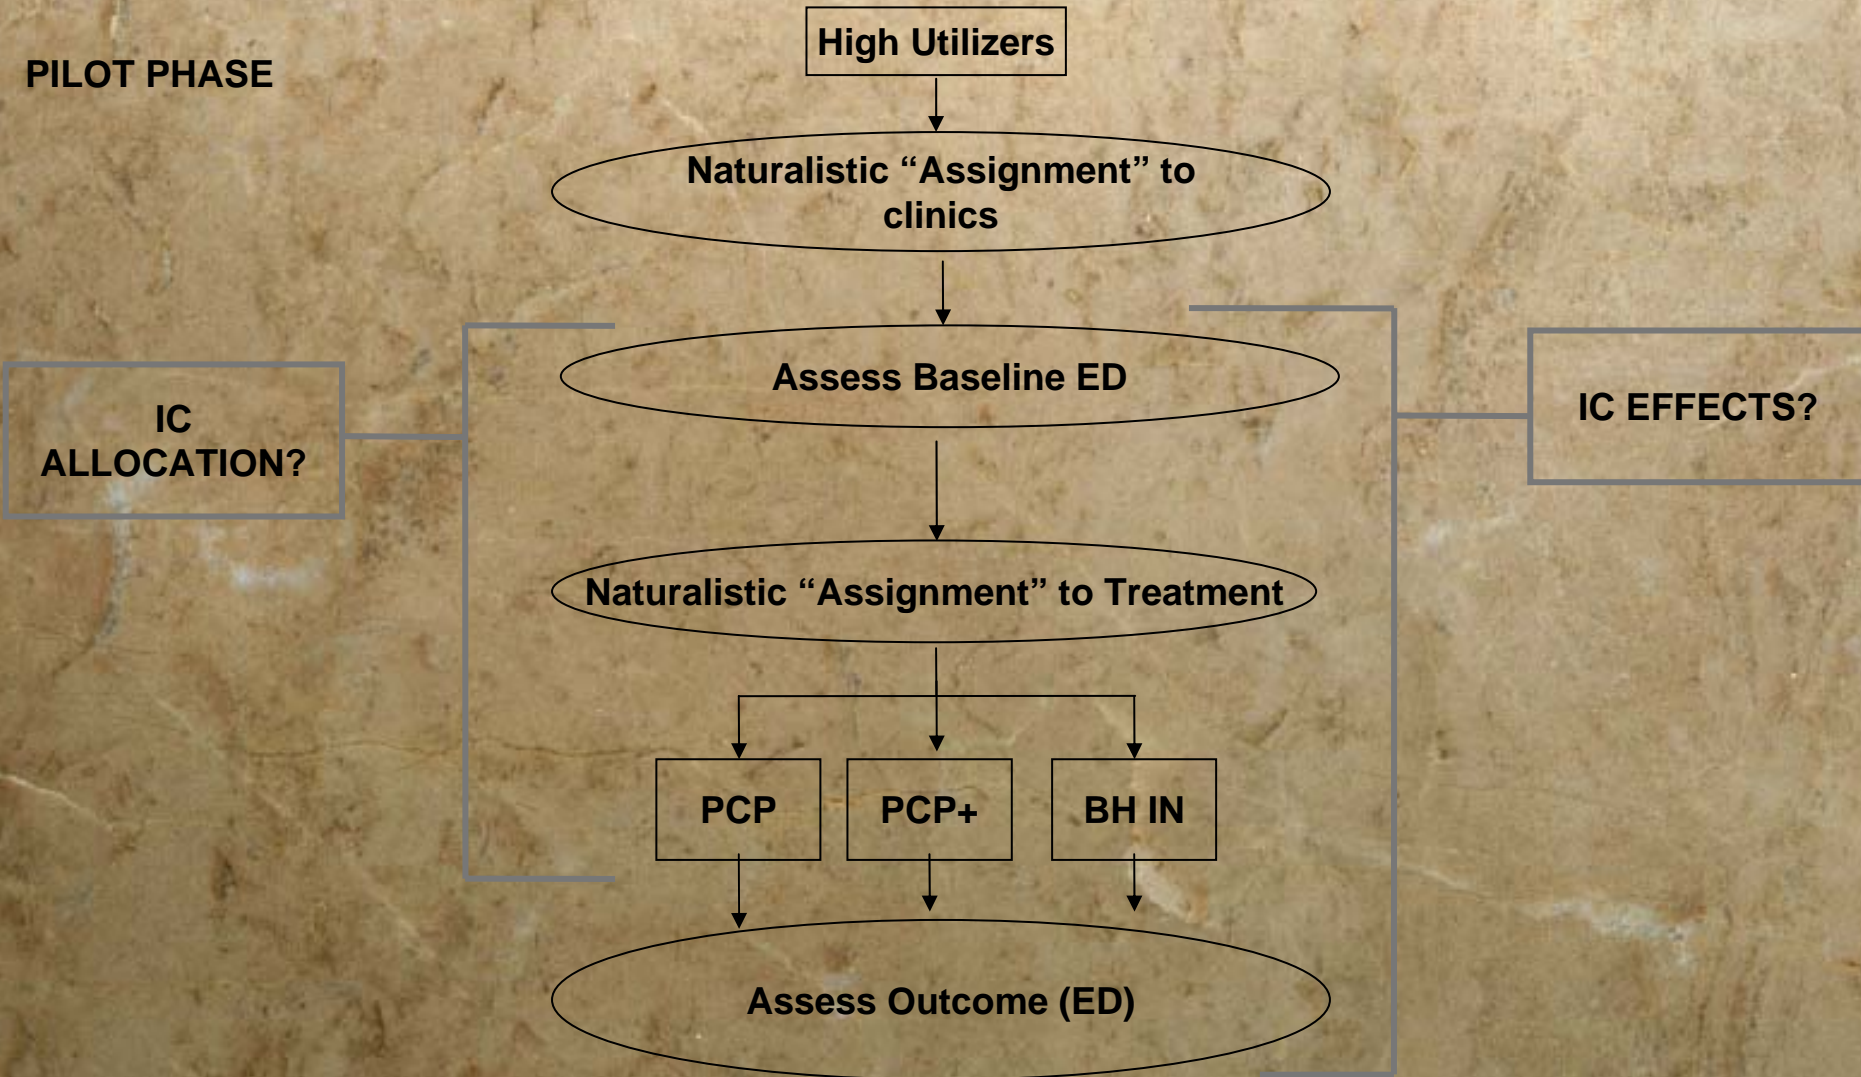 PILOT PHASE
High Utilizers
Naturalistic “Assignment” to
clinics
Assess Baseline ED
IC
ALLOCATION?
IC EFFECTS?
Naturalistic “Assignment” to Treatment
PCP
PCP+
BH IN
Assess Outcome (ED)